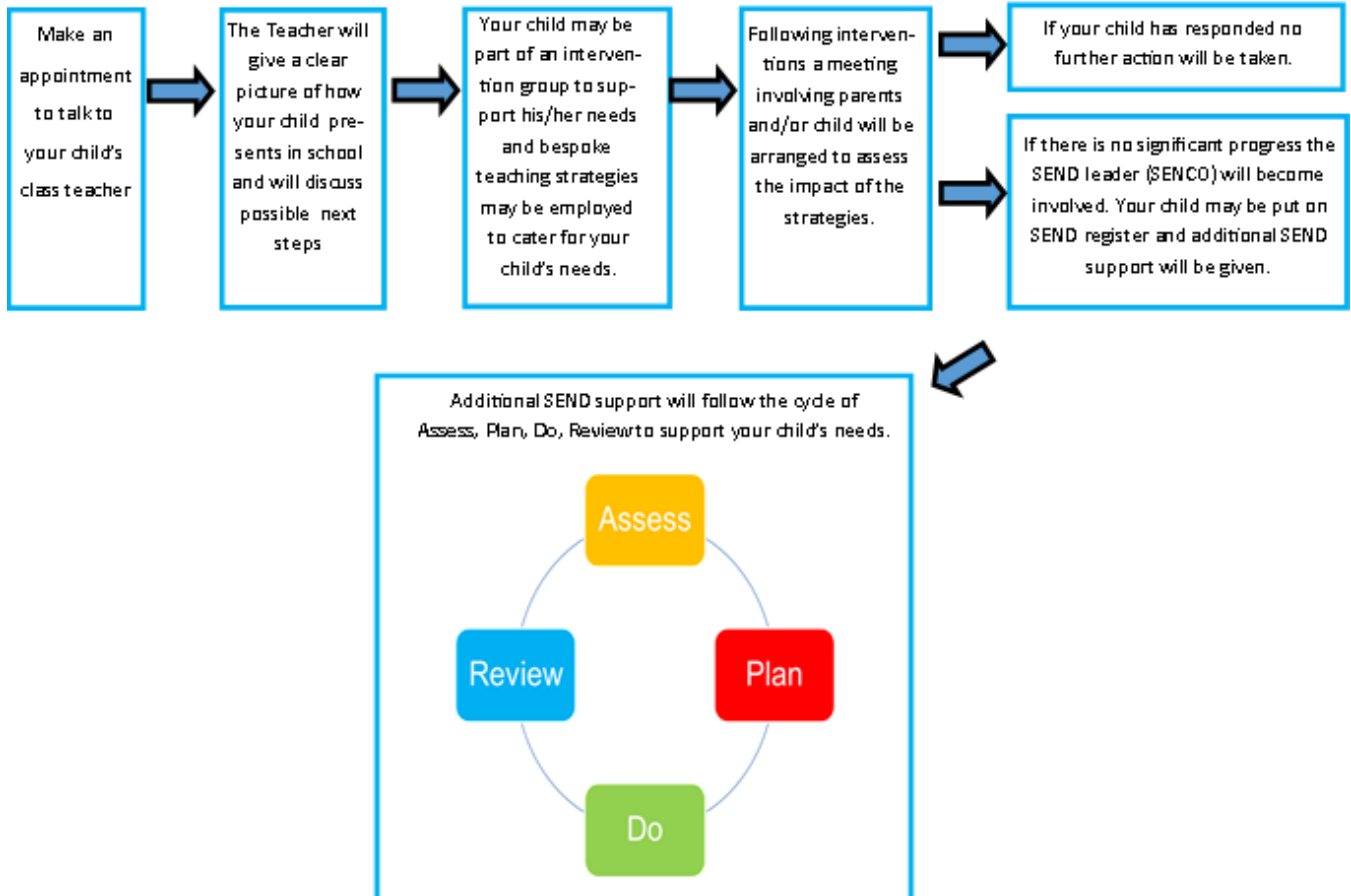 Make an
appointment
to talk to
your child's
class teacher
The Teacher will
give a clear
picture of how
your child pre-
sents in school
and will discuss
possible next
steps
Your child may be
part of an interven-
tion group to sup-
port his/her needs
and bespoke
teaching strategies
may be employed
to cater for your
child's needs.
Following interven-
tions a meeting
involving parents
and/or child will be
arranged to assess
the impact of the
strategies.
If your child has responded no
further action will be taken.
If there is no significant progress the
SEND leader (SENCO) will become
involved. Your child may be put on
SEND register and additional SEND
support will be given.
Additional SEND support will follow the cycle of
Assess, Plan, Do, Review to support your child's needs.
Assess
Plan
Do
Review